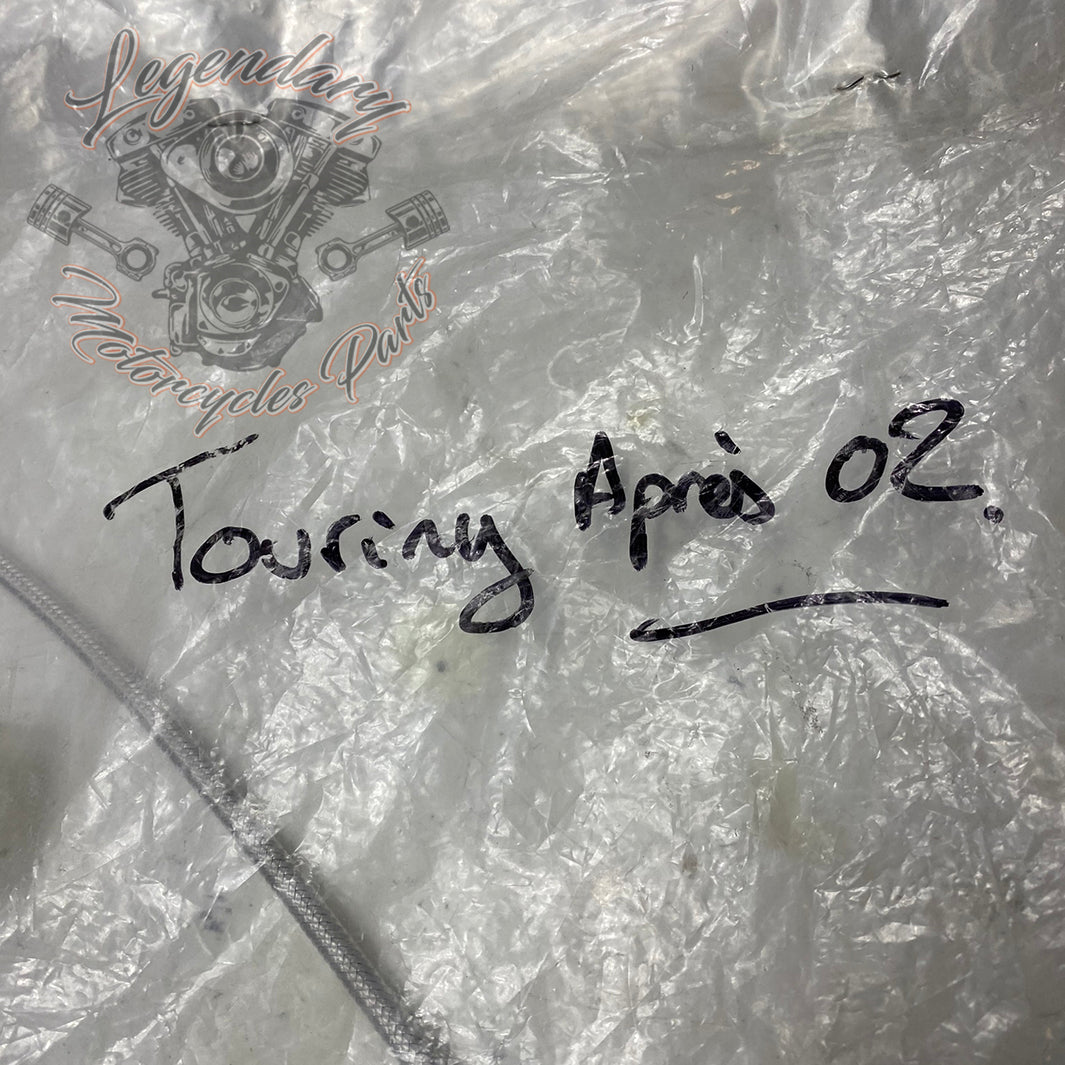 Legendary
Motorcycles Parts
Touring Après 02.